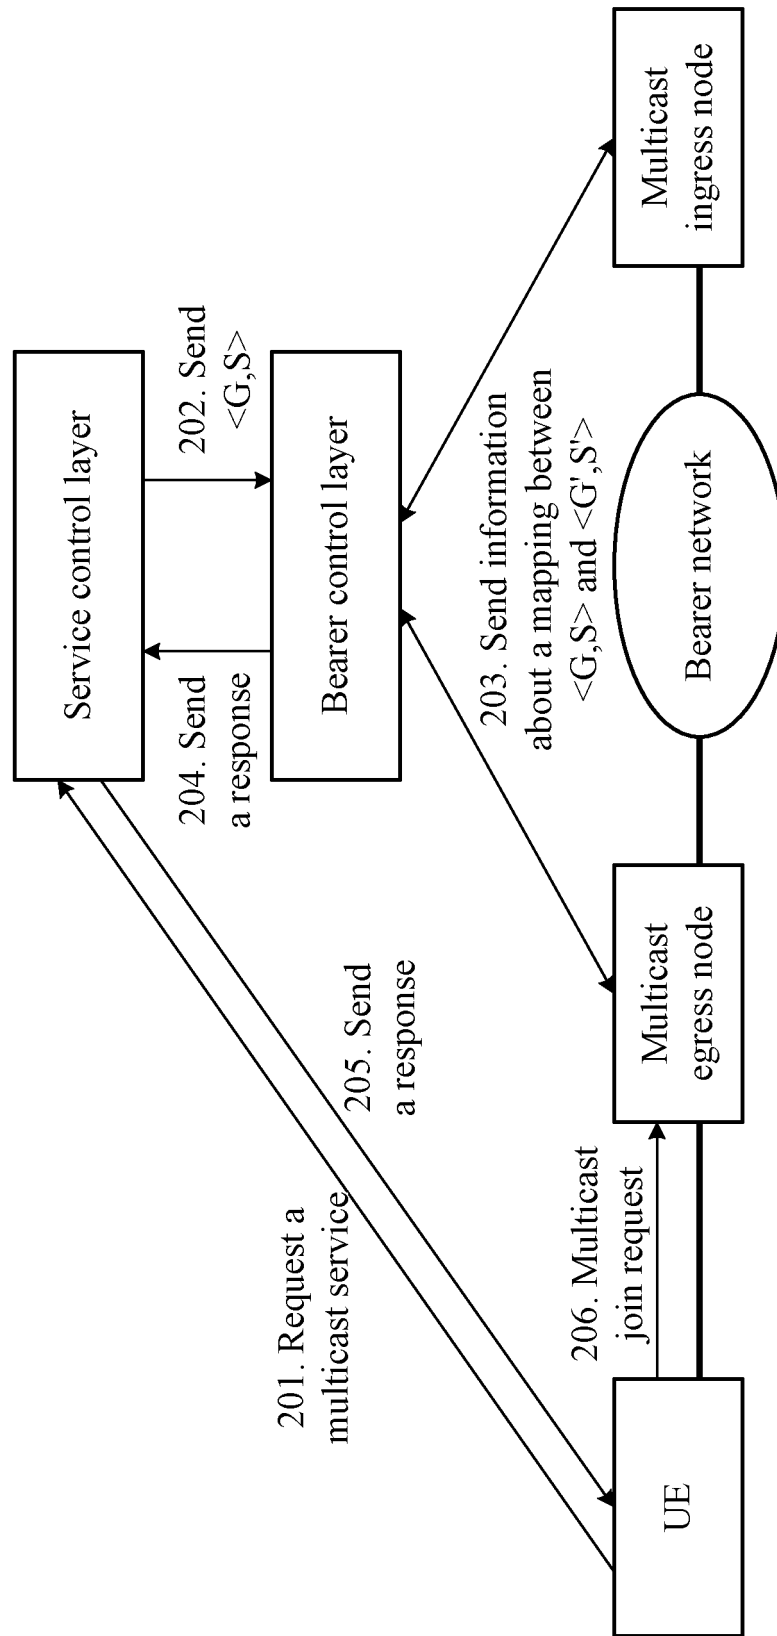 Service control layer
204. Send
a response
202. Send
<G,S>
Bearer control layer
201. Request a
multicast service
205. Send
a response
203. Send information
about a mapping between
<G,S> and <G',S'>
206. Multicast
join request
UE
Multicast
egress node
Bearer network
Multicast
ingress node